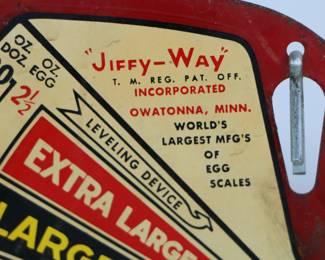 "JIFFY-WAY"
T. M. REG. PAT. OFF.
INCORPORATED
OWATONNA, MINN.
WORLD'S
LARGEST MFG'S
OF
EGG
SCALES
OZ OZ
DOZ EGG
2½
LEVELING DEVICE
EXTRA LARGE
LARGE